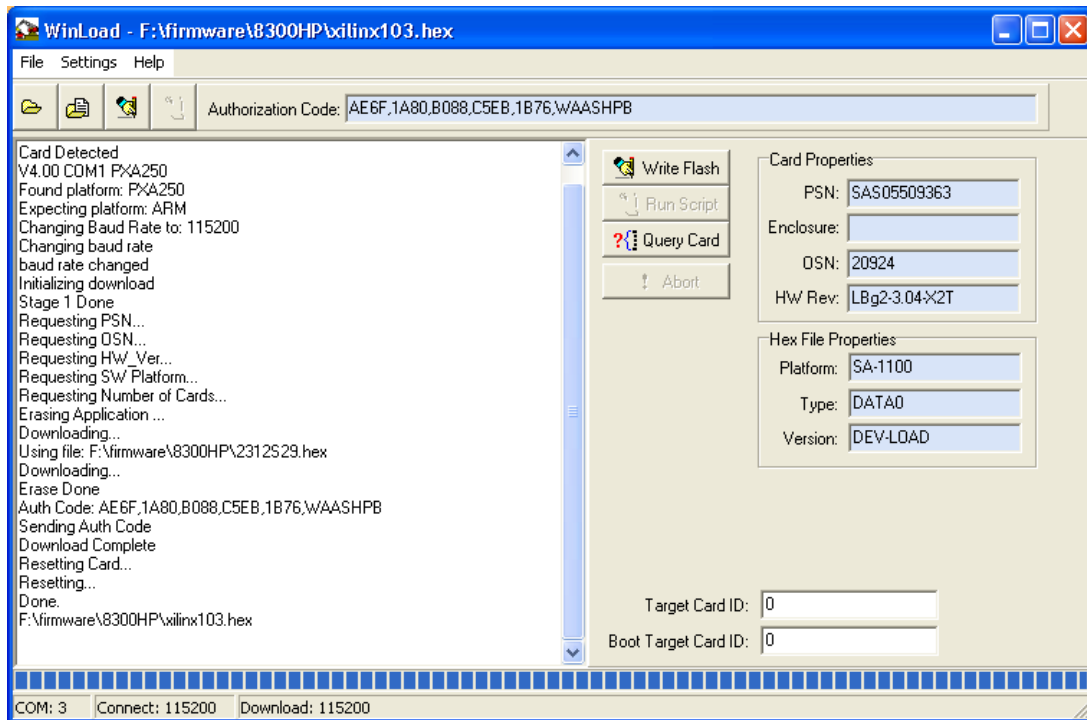 WinLoad - F:\firmware\8300HP\xilinx103.hex
File Settings Help
Authorization Code: AE6F,1A80,B088,C5EB,1B76,WAASHPB
Card Detected
V4.00 COM1 PXA250
Found platform: PXA250
Expecting platform: ARM
Changing Baud Rate to: 115200
Changing baud rate
baud rate changed
Initializing download
Stage 1 Done
Requesting PSN...
Requesting OSN...
Requesting HW_Ver...
Requesting SW Platform...
Requesting Number of Cards...
Erasing Application ...
Downloading...
Using file: F:\firmware\8300HP\2312S29.hex
Downloading...
Erase Done
Auth Code: AE6F,1A80,B088,C5EB,1B76,WAASHPB
Sending Auth Code
Download Complete
Resetting Card...
Resetting...
Done.
F:\firmware\8300HP\xilinx103.hex
Write Flash
Run Script
Query Card
Abort
Card Properties
PSN: SAS05509363
Enclosure:
OSN: 20924
HW Rev: LBg2-3.04-X2T
Hex File Properties
Platform: SA-1100
Type: DATA0
Version: DEV-LOAD
Target Card ID: 0
Boot Target Card ID: 0
COM: 3 Connect: 115200 Download: 115200